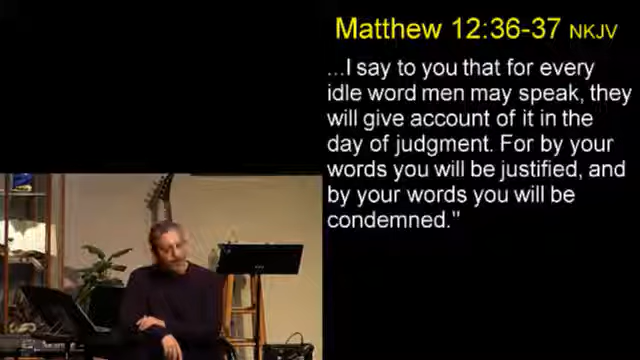 Matthew 12:36-37 NKJV
...I say to you that for every
idle word men may speak, they
will give account of it in the
day of judgment. For by your
words you will be justified, and
by your words you will be
condemned."